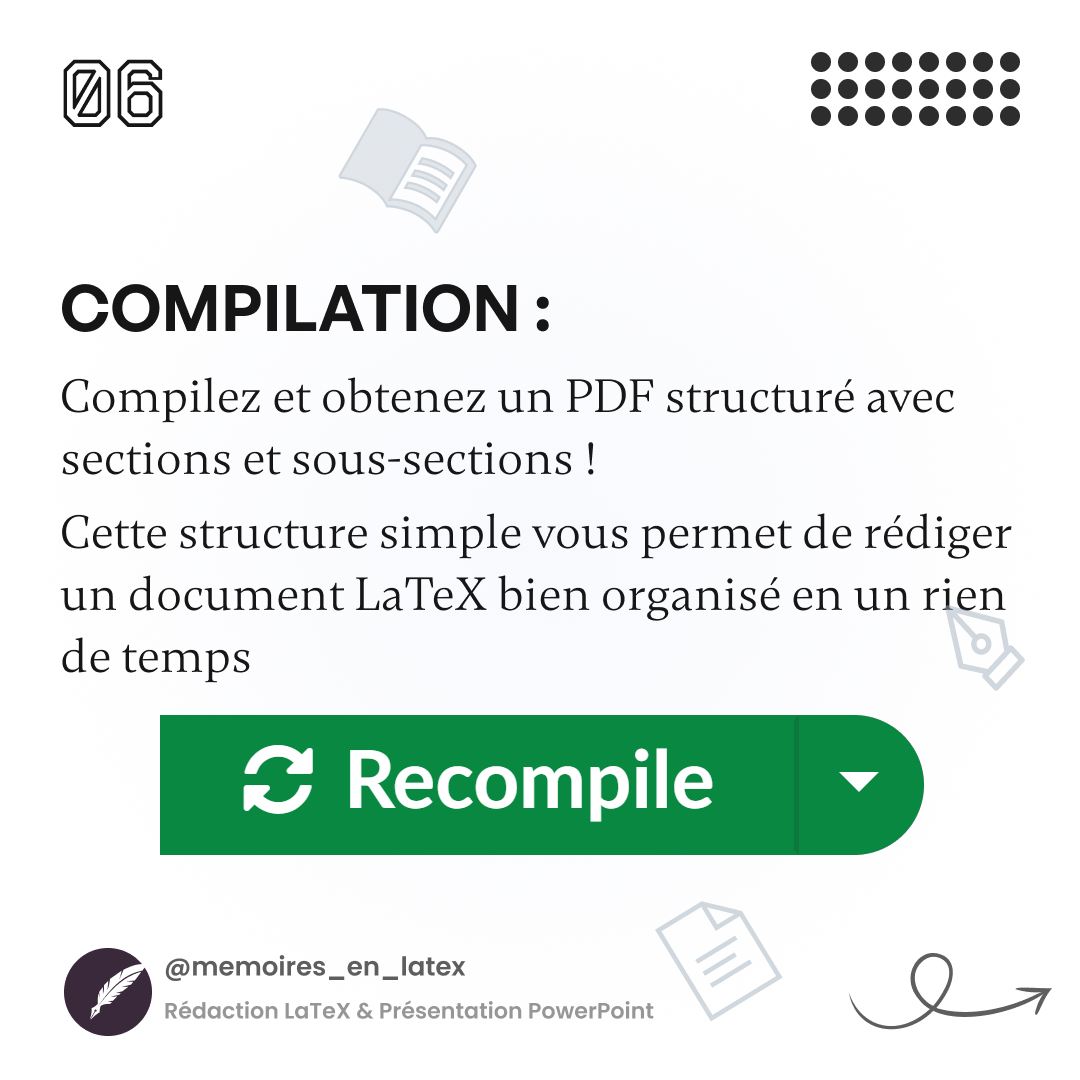 06
COMPILATION :
Compilez et obtenez un PDF structuré avec
sections et sous-sections !
Cette structure simple vous permet de rédiger
un document LaTeX bien organisé en un rien
de temps
Recompile
@memoires_en_latex
Rédaction LaTeX & Présentation PowerPoint